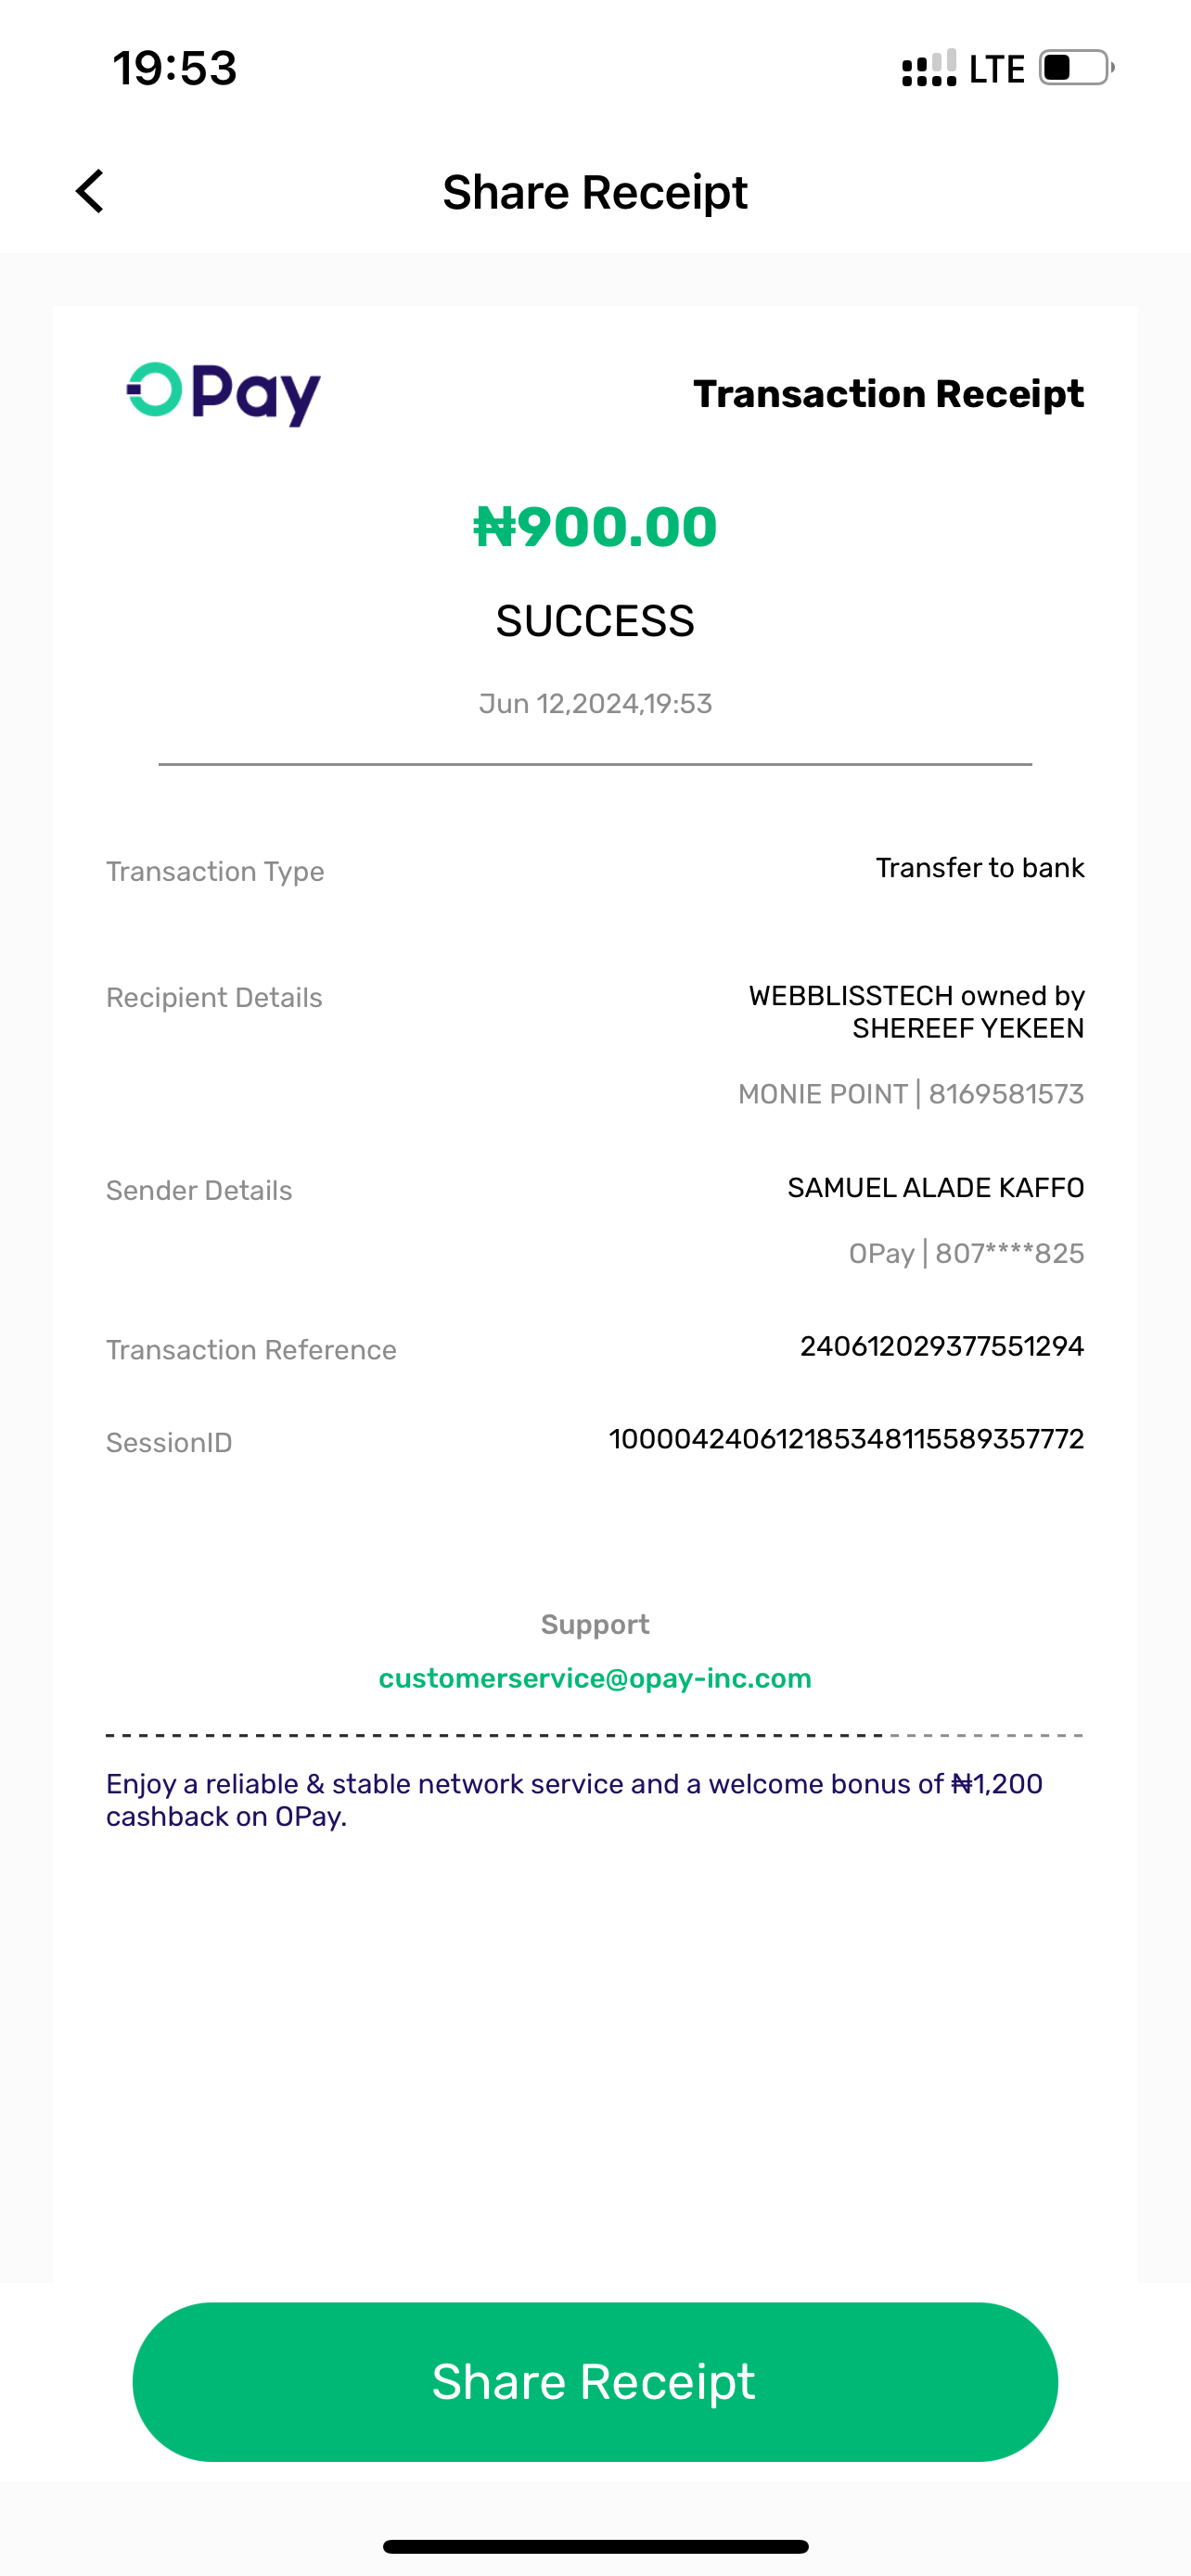 19:53 LTE
Share Receipt
OPay Transaction Receipt
₦900.00
SUCCESS
Jun 12,2024,19:53
Transaction Type Transfer to bank
Recipient Details WEBBLISSTECH owned by
SHEREEF YEKEEN
MONIE POINT | 8169581573
Sender Details SAMUEL ALADE KAFFO
OPay | 807****825
Transaction Reference 240612029377551294
SessionID 100004240612185348115589357772
Support
customerservice@opay-inc.com
Enjoy a reliable & stable network service and a welcome bonus of ₦1,200
cashback on OPay.
Share Receipt